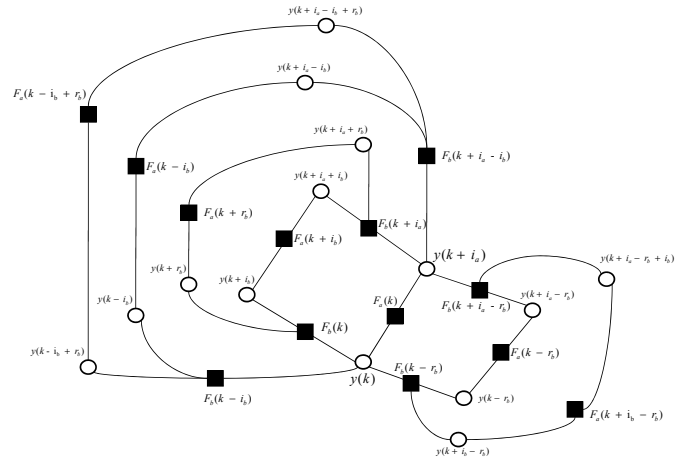 y(k + i_a − i_b + r_b)
y(k + i_a − i_b)
F_a(k − i_b + r_b)
y(k + i_a + r_b)
F_b(k + i_a - i_b)
F_a(k − i_b)
y(k + i_a + i_b)
F_a(k + r_b)
F_b(k + i_a)
F_a(k + i_b)
y(k + i_a)
y(k + i_a − r_b + i_b)
y(k + r_b)
y(k + i_b)
y(k − i_b)
F_a(k)
F_b(k + i_a - r_b)
y(k + i_a − r_b)
F_b(k)
y(k - i_b + r_b)
F_a(k − r_b)
y(k)
F_b(k − r_b)
F_b(k − i_b)
y(k − r_b)
F_a(k + i_b − r_b)
y(k + i_b − r_b)